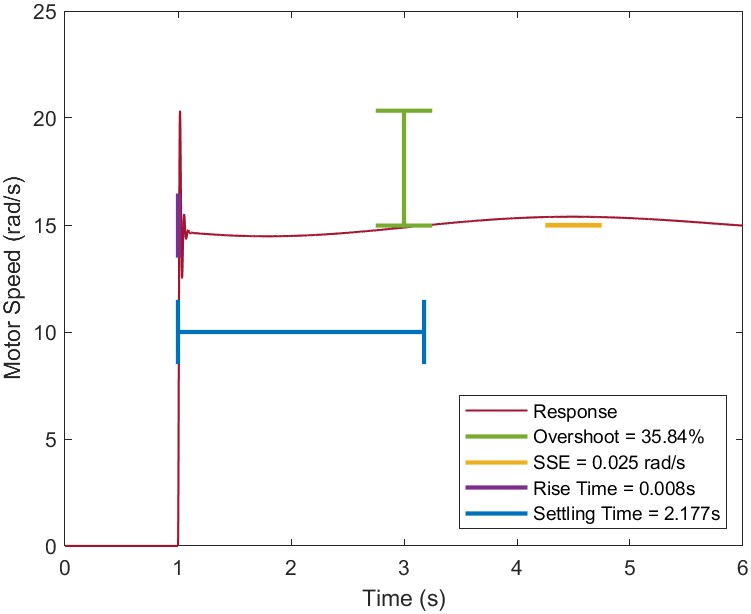 25
20
15
10
5
0
Motor Speed (rad/s)
Response
Overshoot = 35.84%
SSE = 0.025 rad/s
Rise Time = 0.008s
Settling Time = 2.177s
0 1 2 3 4 5 6
Time (s)